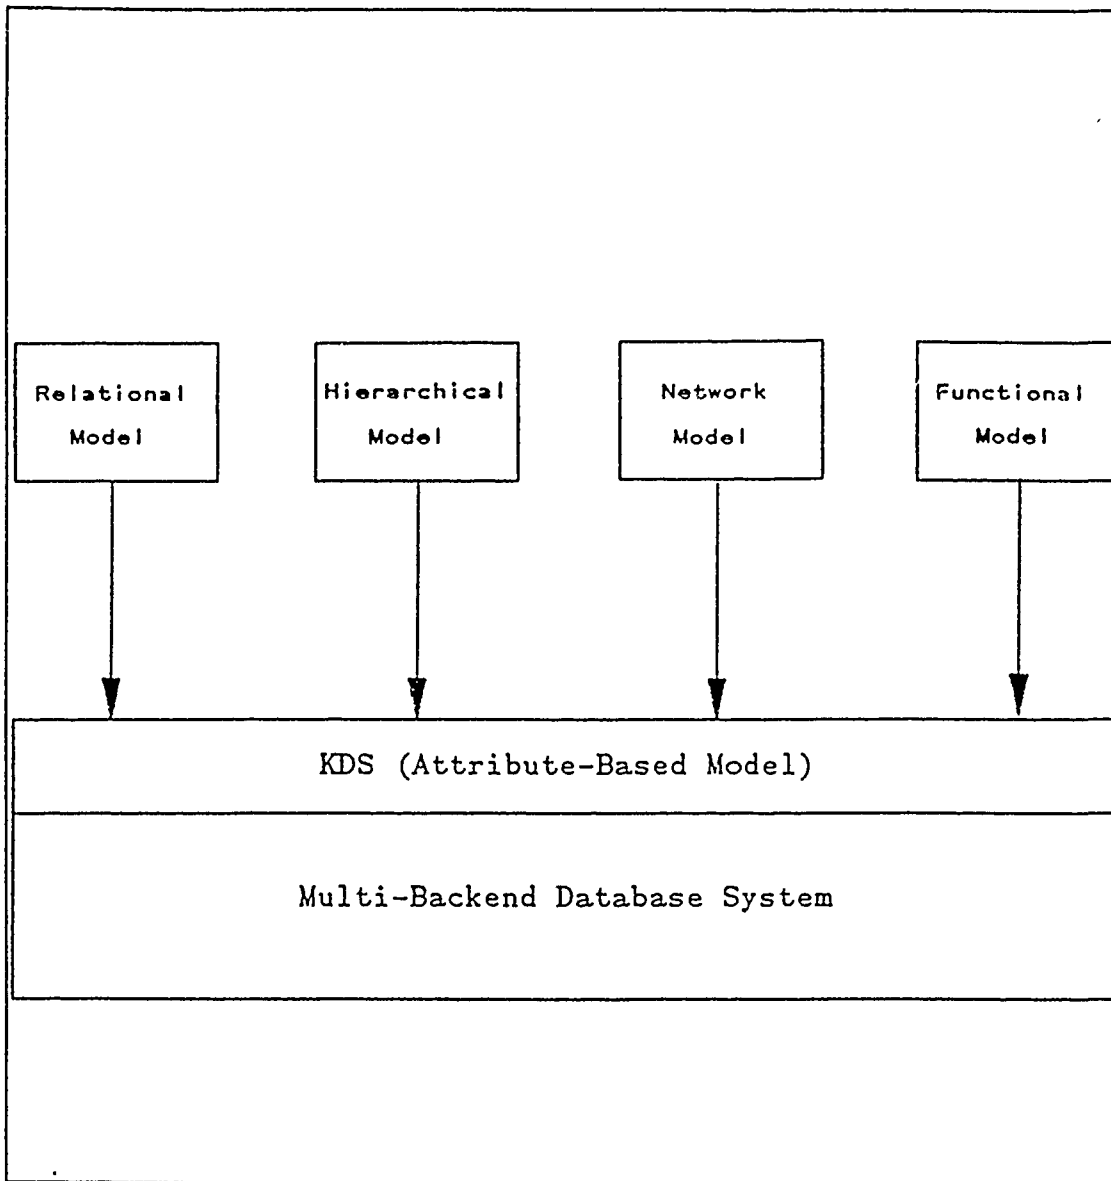 Relational
Model
Hierarchical
Model
Network
Model
Functional
Model
KDS (Attribute-Based Model)
Multi-Backend Database System